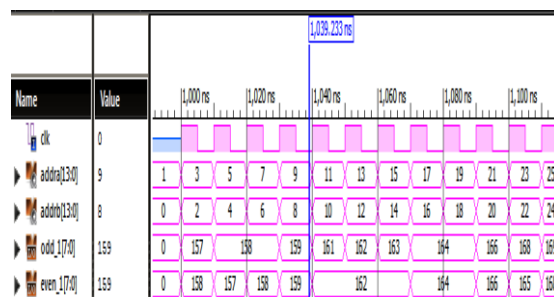 1,039.233 ns
Name Value 1,000 ns 1,020 ns 1,040 ns 1,060 ns 1,080 ns 1,100 ns
clk 0
addra[13:0] 9 1 3 5 7 9 11 13 15 17 19 21 23 25
addrb[13:0] 8 0 2 4 6 8 10 12 14 16 18 20 22 24
odd_1[7:0] 159 0 157 158 159 161 162 163 164 166 168
even_1[7:0] 159 0 158 157 158 159 162 164 166 165